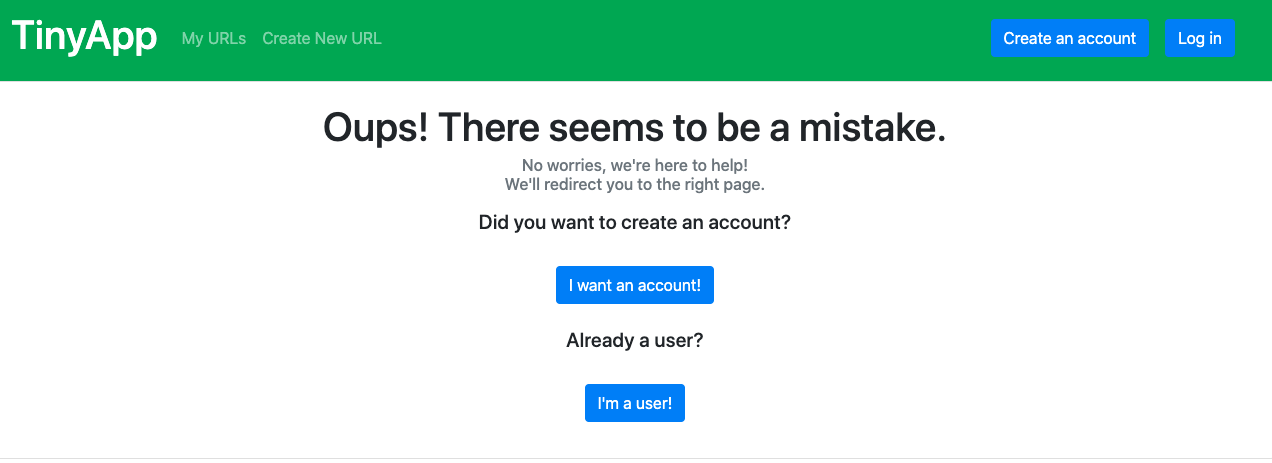 TinyApp My URLs Create New URL Create an account Log in
Oups! There seems to be a mistake.
No worries, we're here to help!
We'll redirect you to the right page.
Did you want to create an account?
I want an account!
Already a user?
I'm a user!